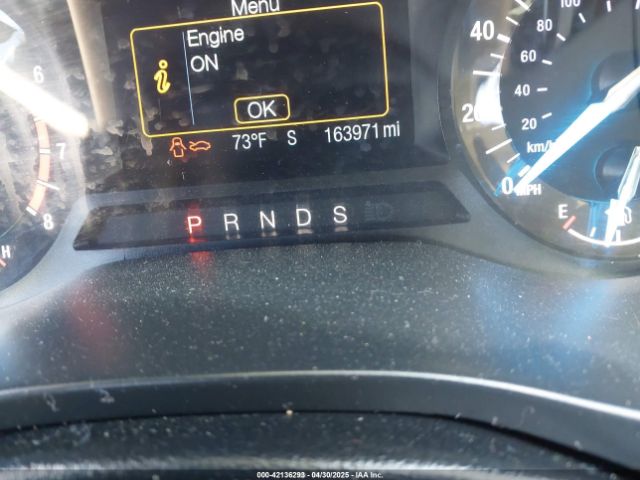 Menu
Engine
ON
OK
73°F S 163971 mi
P R N D S
6
7
8
H
40
20
0
MPH
100
80
60
40
20
km/h
E
000-42136293 - 04/30/2025 - IAA Inc.